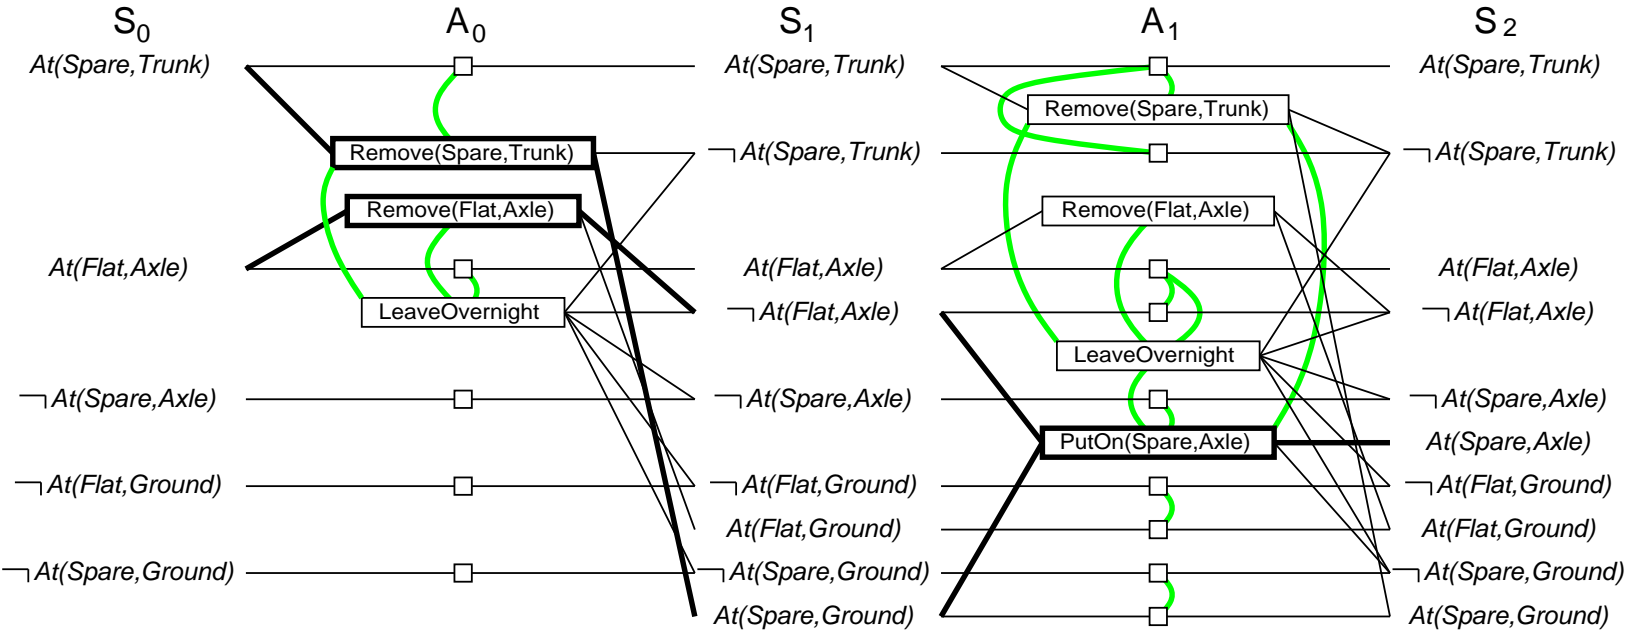 S0 A0 S1 A1 S2
At(Spare,Trunk) At(Spare,Trunk) At(Spare,Trunk)
Remove(Spare,Trunk)
Remove(Spare,Trunk) ¬At(Spare,Trunk) ¬At(Spare,Trunk)
Remove(Flat,Axle) Remove(Flat,Axle)
At(Flat,Axle) At(Flat,Axle) At(Flat,Axle)
LeaveOvernight ¬At(Flat,Axle) ¬At(Flat,Axle)
LeaveOvernight
¬At(Spare,Axle) ¬At(Spare,Axle) ¬At(Spare,Axle)
PutOn(Spare,Axle) At(Spare,Axle)
¬At(Flat,Ground) ¬At(Flat,Ground) ¬At(Flat,Ground)
At(Flat,Ground) At(Flat,Ground)
¬At(Spare,Ground) ¬At(Spare,Ground) ¬At(Spare,Ground)
At(Spare,Ground) At(Spare,Ground)